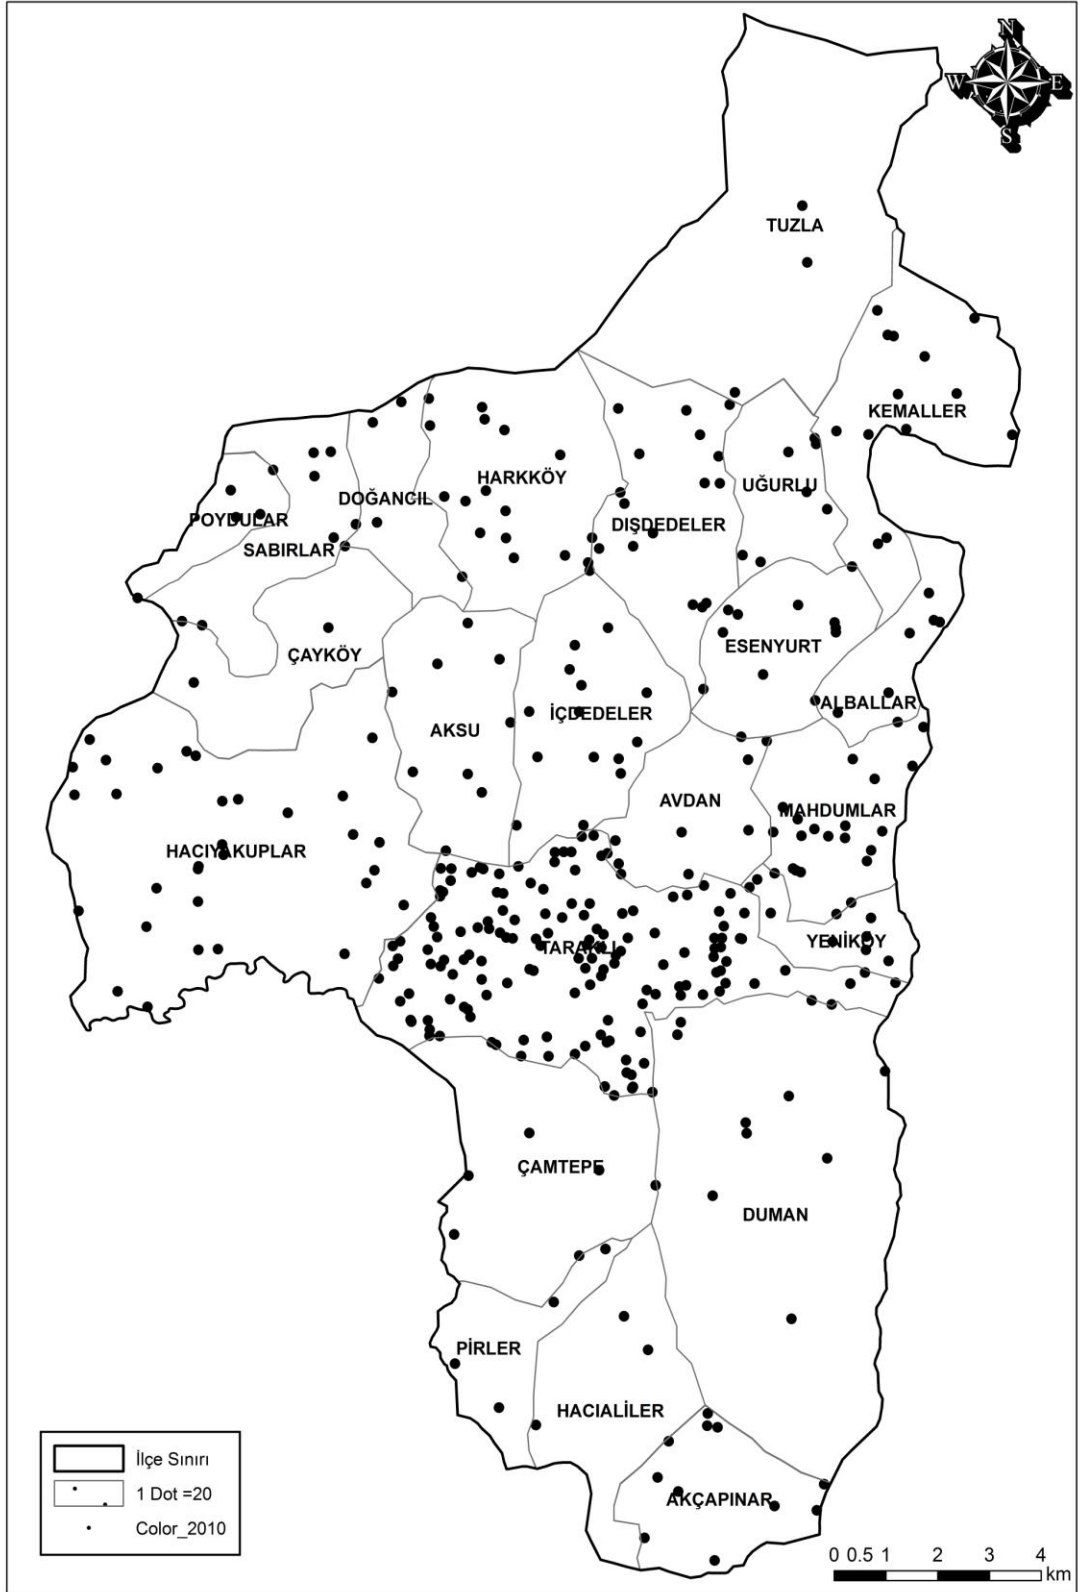 N
W E
S
TUZLA
KEMALLER
HARKKÖY
UĞURLU
DOĞANCIL
POYDULAR
DIŞDEDELER
SABIRLAR
ESENYURT
ÇAYKÖY
ALBALLAR
İÇDEDELER
AKSU
AVDAN
MAHDUMLAR
HACIYAKUPLAR
YENİKÖY
TARAKLI
ÇAMTEPE
DUMAN
PİRLER
HACIALİLER
İlçe Sınırı
1 Dot =20
Color_2010
AKÇAPINAR
0 0.5 1 2 3 4
km